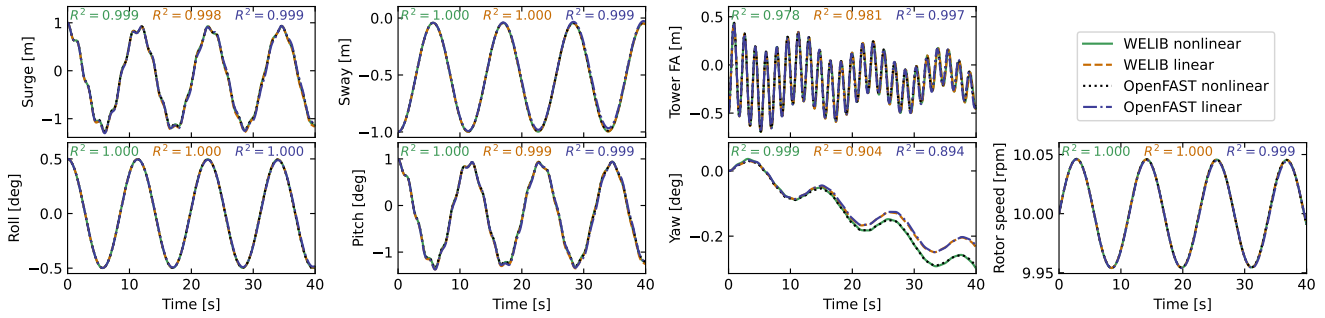 R² = 0.999 R² = 0.998 R² = 0.999
Surge [m]
1
0
−1
R² = 1.000 R² = 1.000 R² = 0.999
Sway [m]
0.0
−0.5
−1.0
R² = 0.978 R² = 0.981 R² = 0.997
Tower FA [m]
0.5
0.0
−0.5
WELIB nonlinear
WELIB linear
OpenFAST nonlinear
OpenFAST linear
R² = 1.000 R² = 1.000 R² = 1.000
Roll [deg]
0.5
0.0
−0.5
0 10 20 30 40
Time [s]
R² = 1.000 R² = 0.999 R² = 0.999
Pitch [deg]
1
0
−1
0 10 20 30 40
Time [s]
R² = 0.999 R² = 0.904 R² = 0.894
Yaw [deg]
0.0
−0.2
0 10 20 30 40
Time [s]
R² = 1.000 R² = 1.000 R² = 0.999
Rotor speed [rpm]
10.05
10.00
9.95
0 10 20 30 40
Time [s]